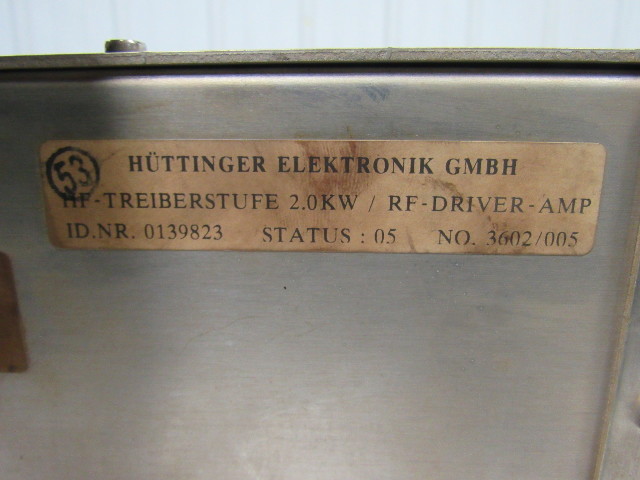 53
HÜTTINGER ELEKTRONIK GMBH
HF-TREIBERSTUFE 2.0KW / RF-DRIVER-AMP
ID.NR. 0139823 STATUS : 05 NO. 3602/005